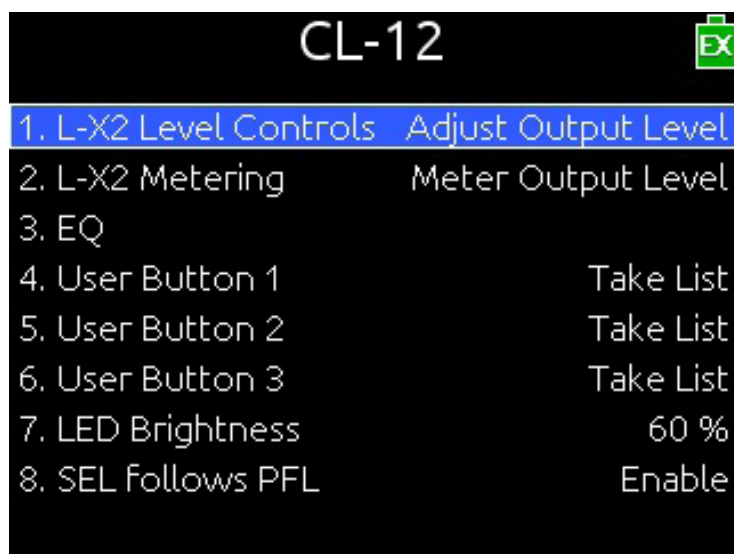 CL-12
EX
1. L-X2 Level Controls Adjust Output Level
2. L-X2 Metering Meter Output Level
3. EQ
4. User Button 1 Take List
5. User Button 2 Take List
6. User Button 3 Take List
7. LED Brightness 60 %
8. SEL follows PFL Enable